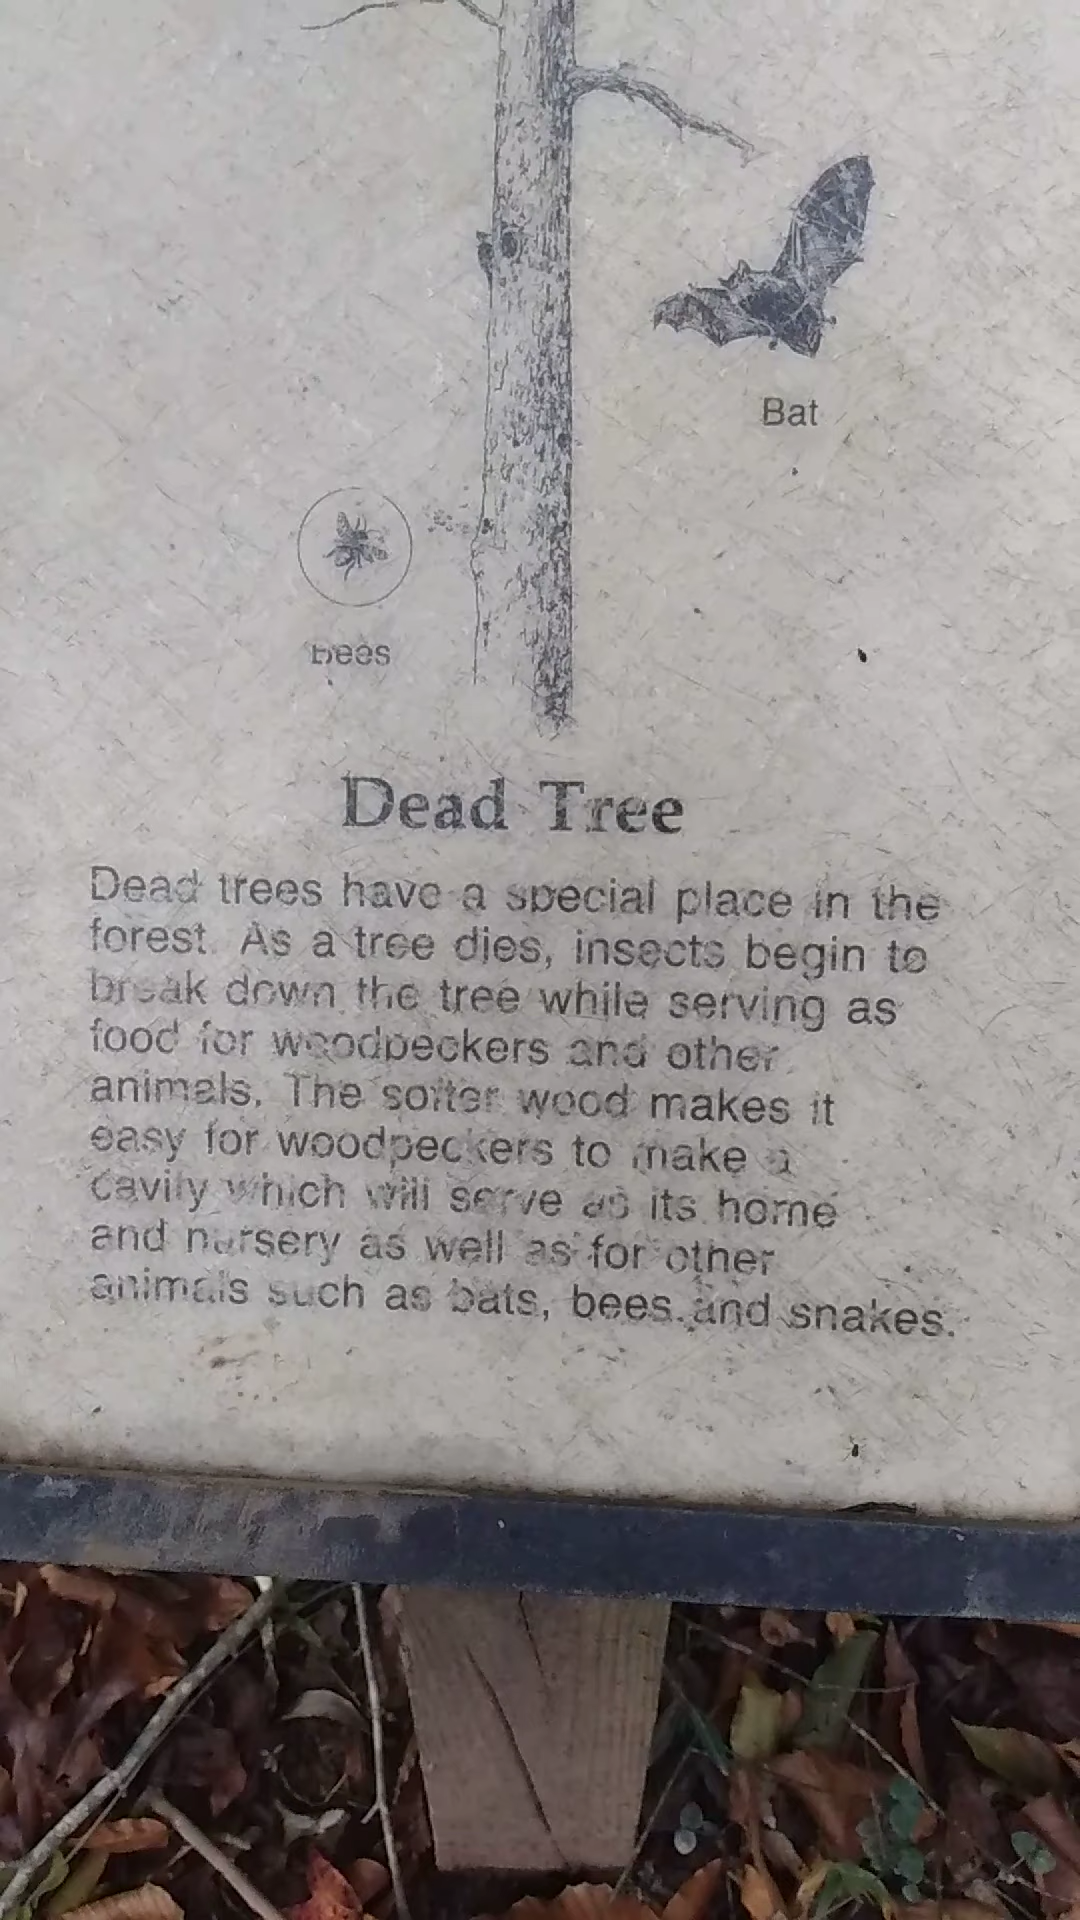 Bat
Bees
Dead Tree
Dead trees have a special place in the
forest. As a tree dies, insects begin to
break down the tree while serving as
food for woodpeckers and other
animals. The softer wood makes it
easy for woodpeckers to make a
cavity which will serve as its home
and nursery as well as for other
animals such as bats, bees and snakes.